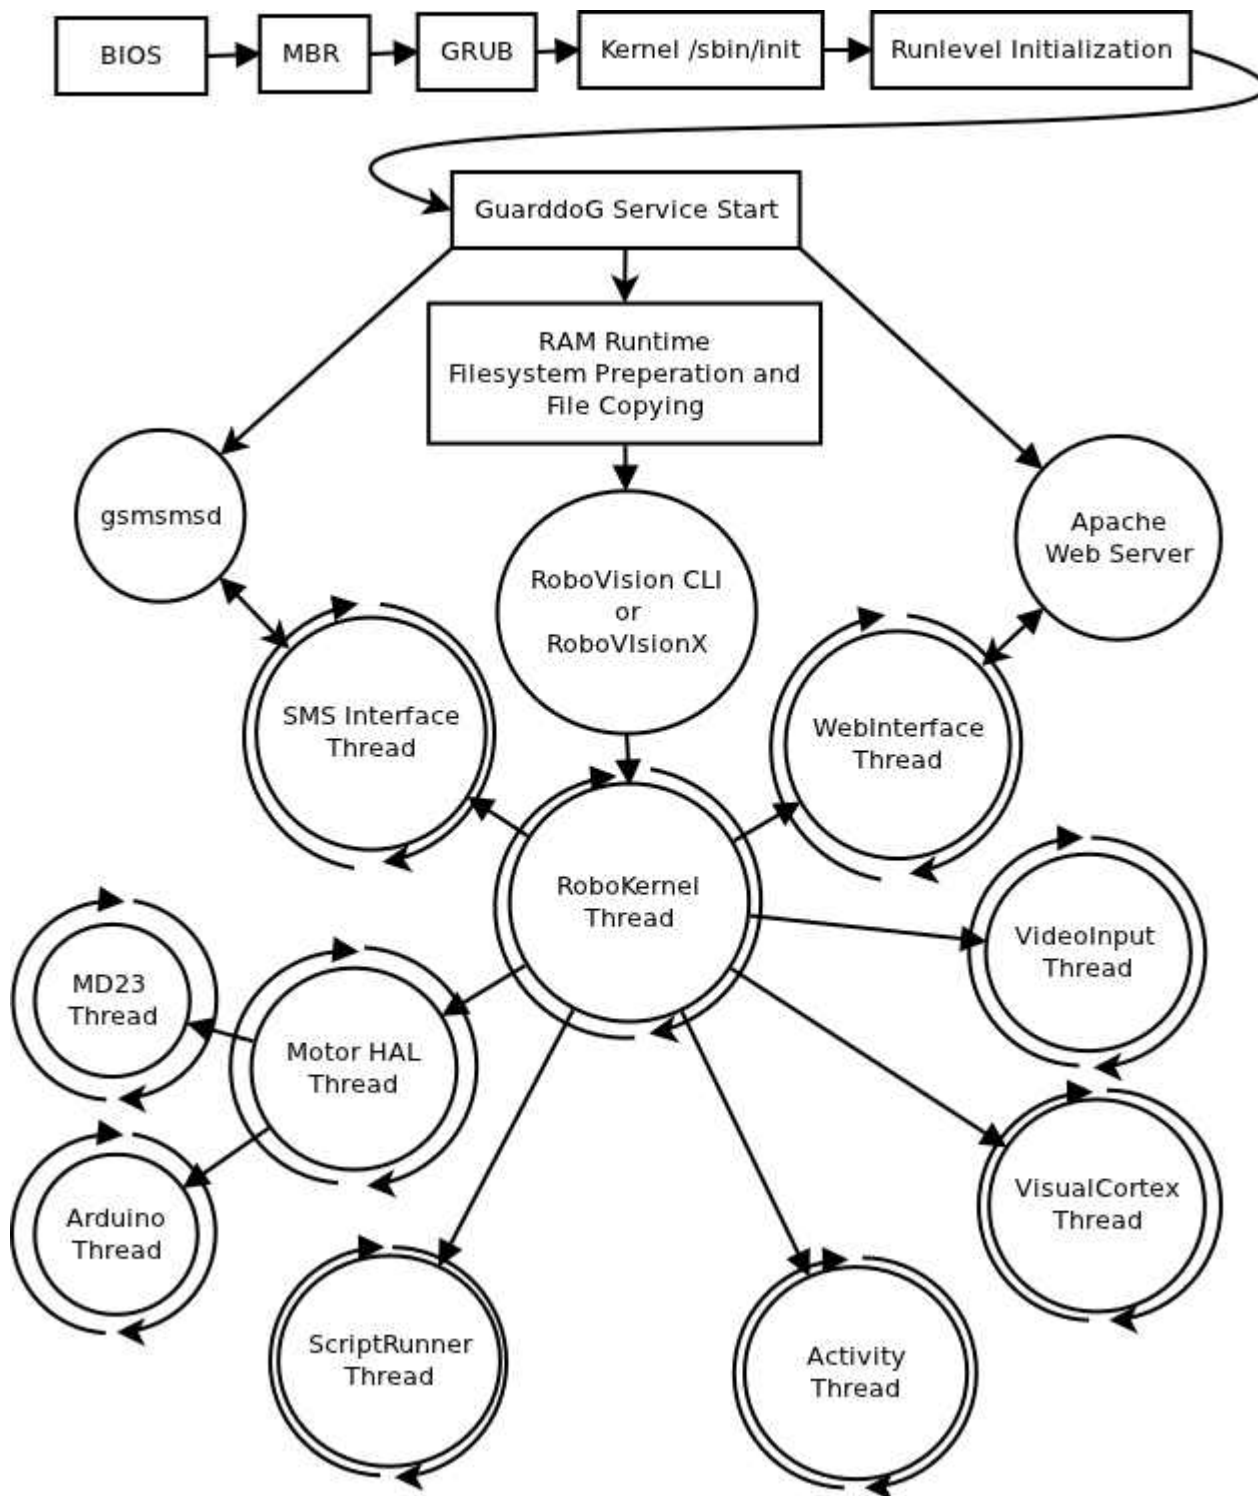 BIOS
MBR
GRUB
Kernel /sbin/init
Runlevel Initialization
GuarddoG Service Start
RAM Runtime
Filesystem Preperation and
File Copying
gsmsmsd
Apache
Web Server
RoboVision CLI
or
RoboVIsionX
SMS Interface
Thread
WebInterface
Thread
RoboKernel
Thread
VideoInput
Thread
MD23
Thread
Motor HAL
Thread
VisualCortex
Thread
Arduino
Thread
ScriptRunner
Thread
Activity
Thread